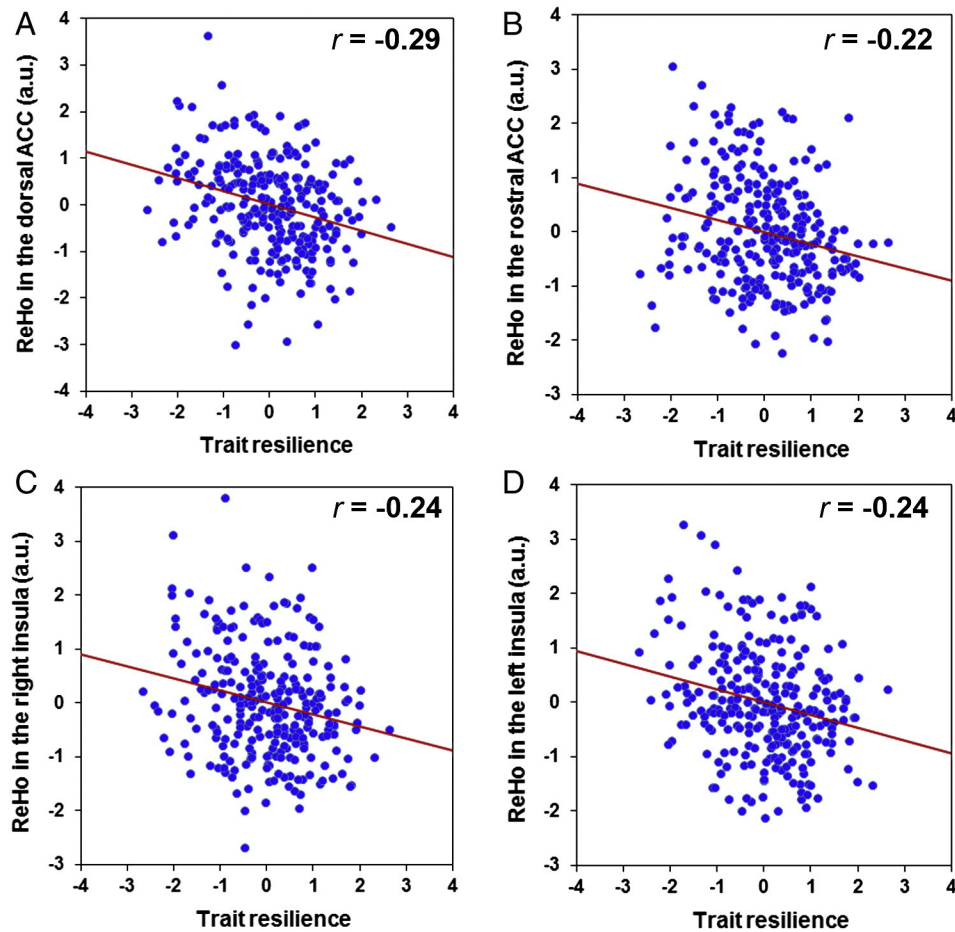 A
r = -0.29
ReHo in the dorsal ACC (a.u.)
4
3
2
1
0
-1
-2
-3
-4
-4 -3 -2 -1 0 1 2 3 4
Trait resilience
B
r = -0.22
ReHo in the rostral ACC (a.u.)
4
3
2
1
0
-1
-2
-3
-4 -3 -2 -1 0 1 2 3 4
Trait resilience
C
r = -0.24
ReHo in the right insula (a.u.)
4
3
2
1
0
-1
-2
-3
-4 -3 -2 -1 0 1 2 3 4
Trait resilience
D
r = -0.24
ReHo in the left insula (a.u.)
4
3
2
1
0
-1
-2
-3
-4 -3 -2 -1 0 1 2 3 4
Trait resilience